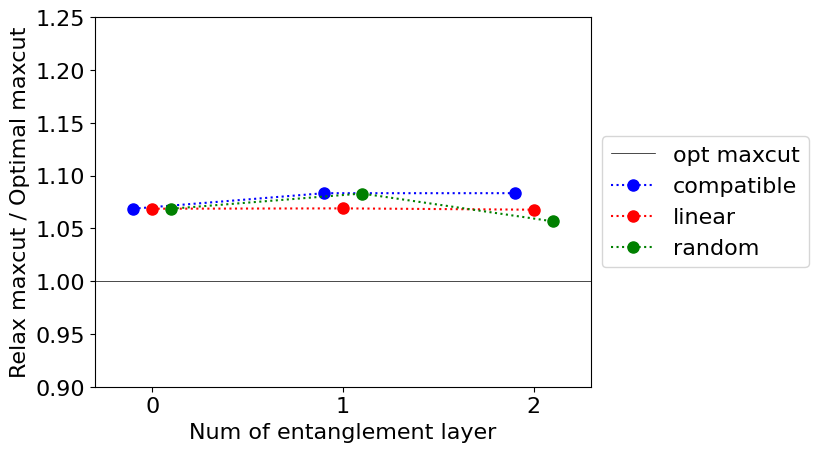 1.25
1.20
1.15
1.10
1.05
1.00
0.95
0.90
Relax maxcut / Optimal maxcut
0 1 2
Num of entanglement layer
opt maxcut
compatible
linear
random